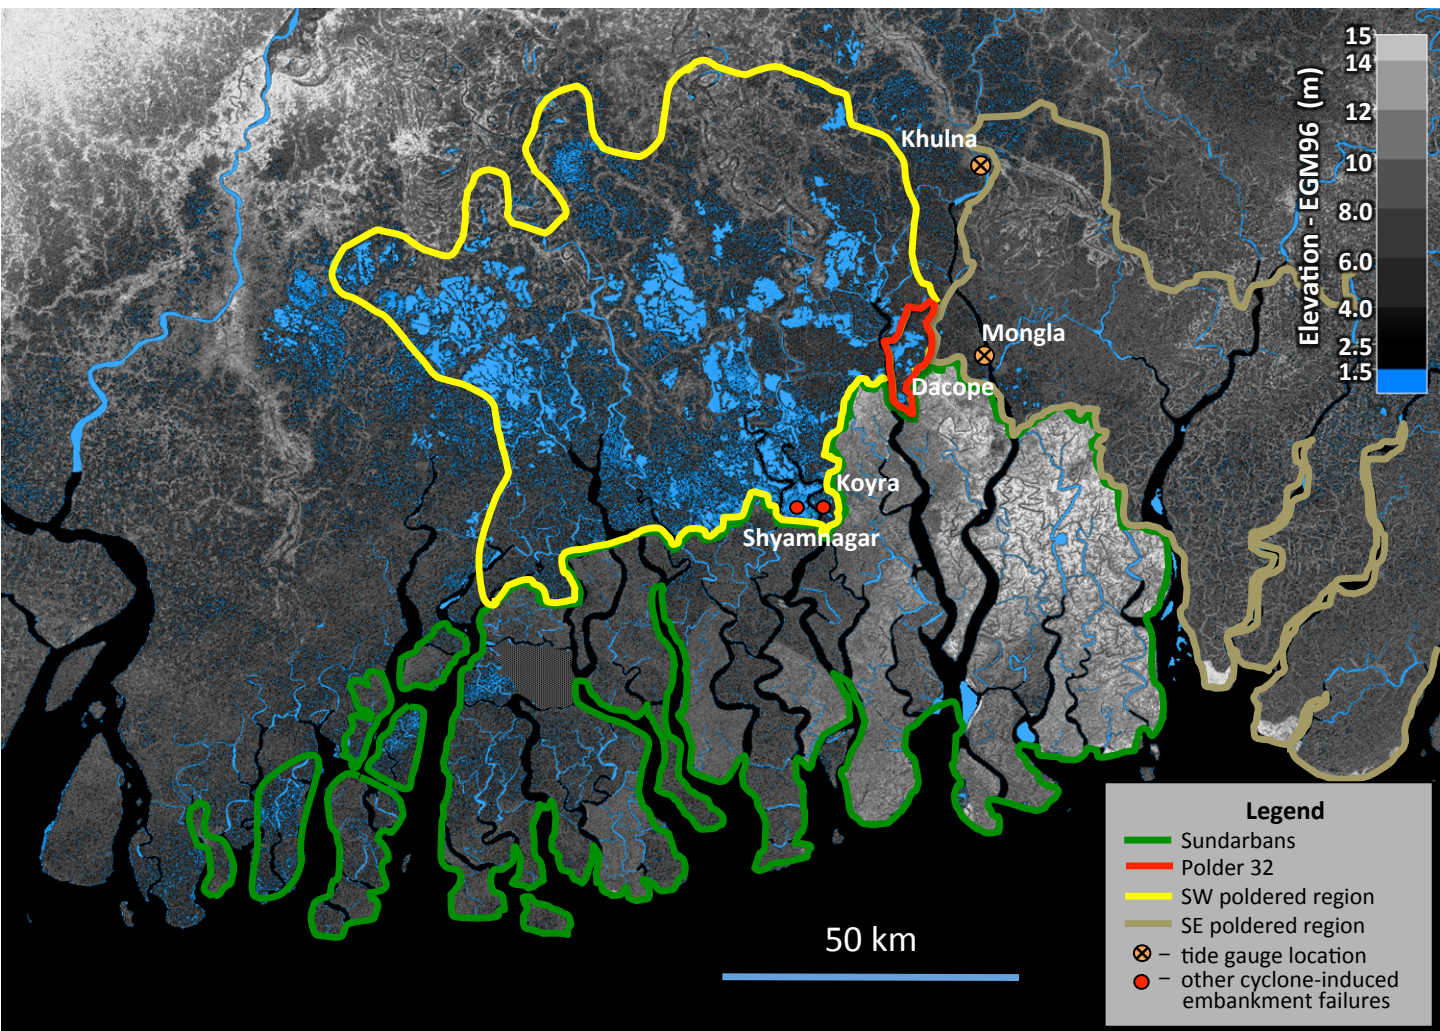 15
14
12
10
8.0
6.0
4.0
2.5
1.5
Elevation - EGM96 (m)
Khulna
Mongla
Dacope
Koyra
Shyamnagar
50 km
Legend
Sundarbans
Polder 32
SW poldered region
SE poldered region
– tide gauge location
– other cyclone-induced
embankment failures